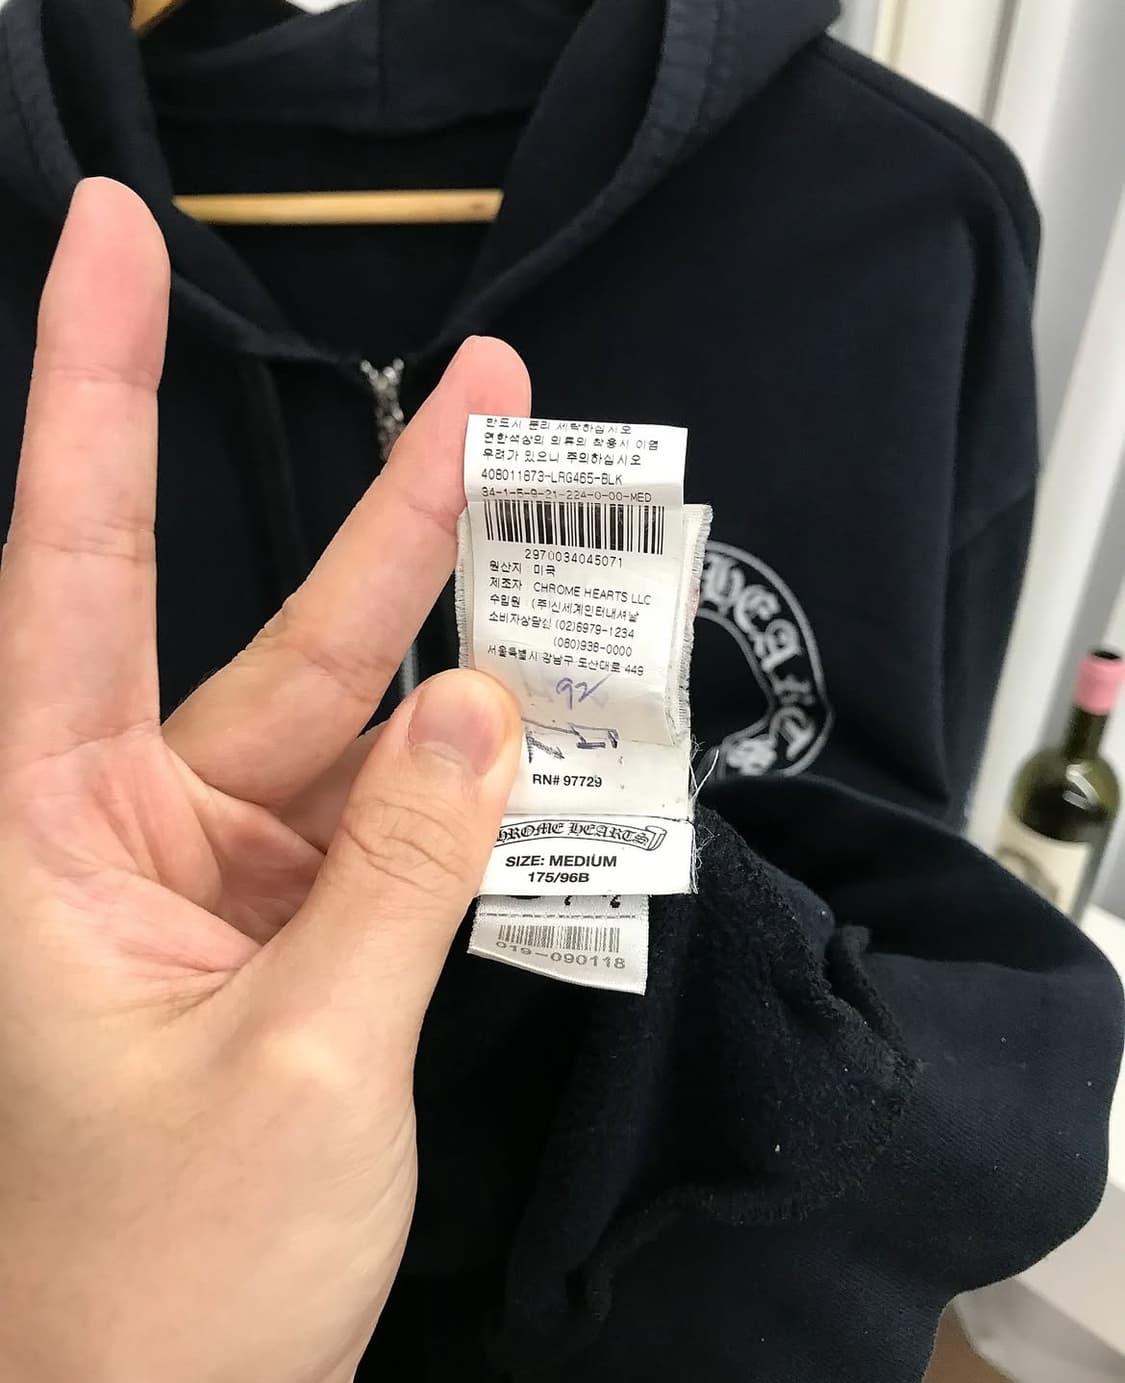 반드시 분리 세탁하십시오
연한색상의 의류의 착용시 이염
우려가 있으니 주의하십시오
408011873-LRG465-BLK
34-1-5-9-21-224-0-00-MED
2970034045071
원산지 : 미국
제조자 : CHROME HEARTS LLC
수입원 : (주)신세계인터내셔날
소비자상담실 (02)6979-1234
(080)938-0000
서울특별시 강남구 도산대로 449
92
RN# 97729
HROME HEARTS
SIZE: MEDIUM
175/96B
019-090118
HEART